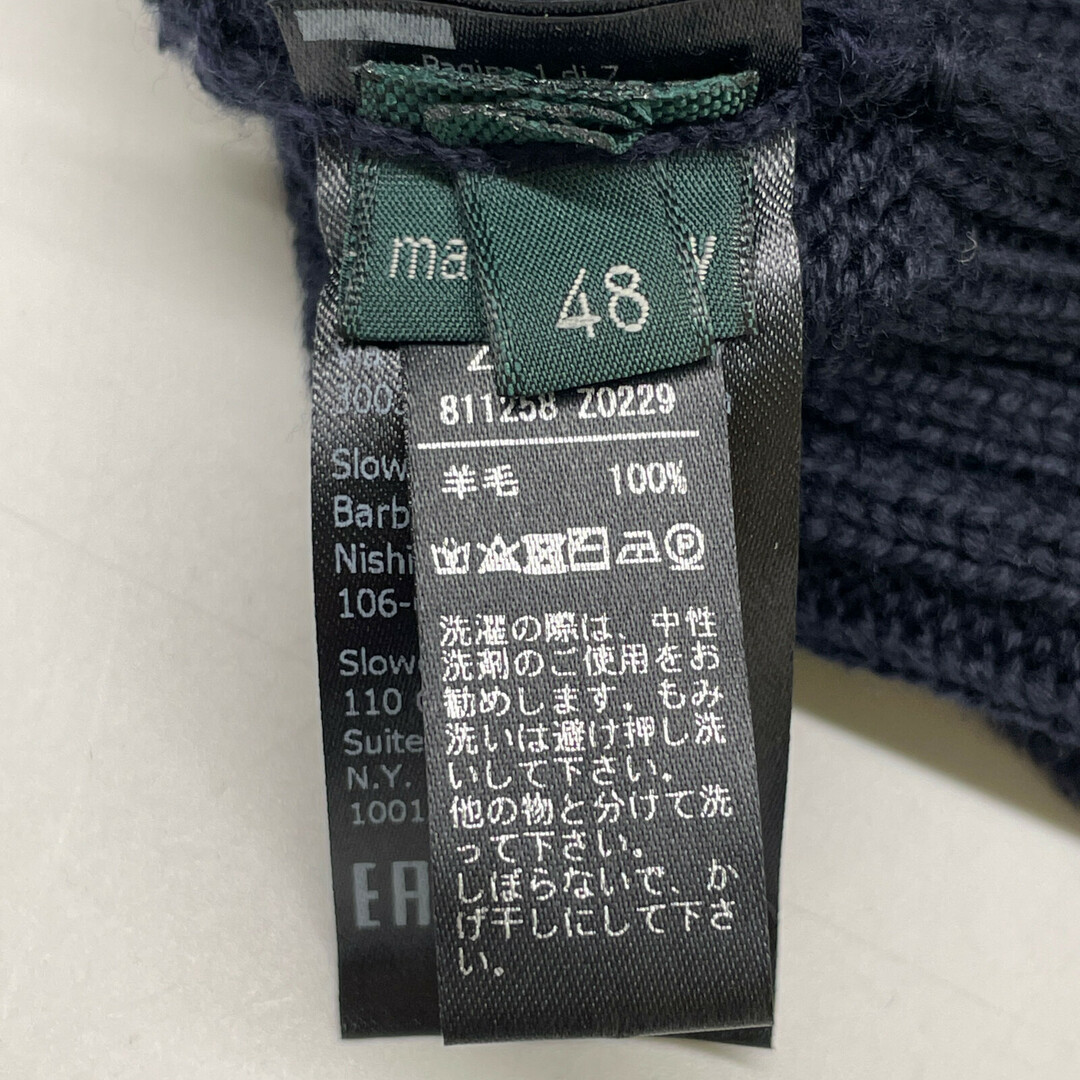 Pagina 1 di 7
48
811258 Z0229
羊毛 100%
Slow
Barb
Nishi
106-
Slow
110
Suite
N.Y.
1001
EA
洗濯の際は、中性
洗剤のご使用をお
勧めします。もみ
洗いは避け押し洗
いして下さい。
他の物と分けて洗
って下さい。
しぼらないで、か
げ干しにして下さ
い。